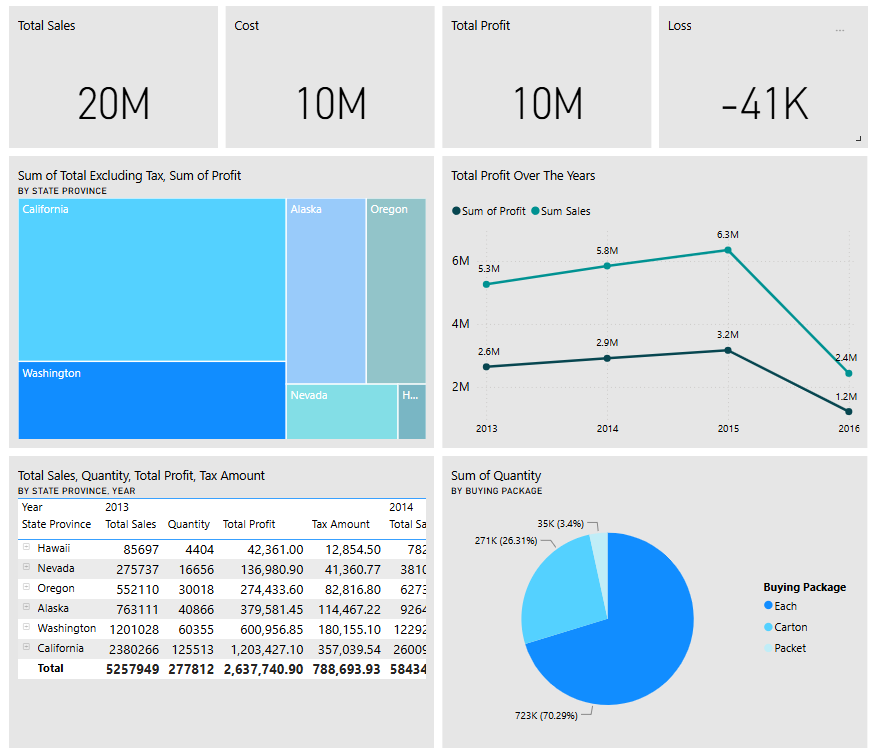 Total Sales
20M
Cost
10M
Total Profit
10M
Loss
...
-41K
Sum of Total Excluding Tax, Sum of Profit
BY STATE PROVINCE
California
Alaska
Oregon
Washington
Nevada
H...
Total Profit Over The Years
Sum of Profit Sum Sales
6M
4M
2M
5.3M
5.8M
6.3M
2.4M
2.6M
2.9M
3.2M
1.2M
2013 2014 2015 2016
Total Sales, Quantity, Total Profit, Tax Amount
BY STATE PROVINCE, YEAR
Year 2013 2014
State Province Total Sales Quantity Total Profit Tax Amount Total Sa
Hawaii 85697 4404 42,361.00 12,854.50 782
Nevada 275737 16656 136,980.90 41,360.77 3810
Oregon 552110 30018 274,433.60 82,816.80 6273
Alaska 763111 40866 379,581.45 114,467.22 9264
Washington 1201028 60355 600,956.85 180,155.10 12292
California 2380266 125513 1,203,427.10 357,039.54 26009
Total 5257949 277812 2,637,740.90 788,693.93 58434
Sum of Quantity
BY BUYING PACKAGE
35K (3.4%)
271K (26.31%)
723K (70.29%)
Buying Package
Each
Carton
Packet